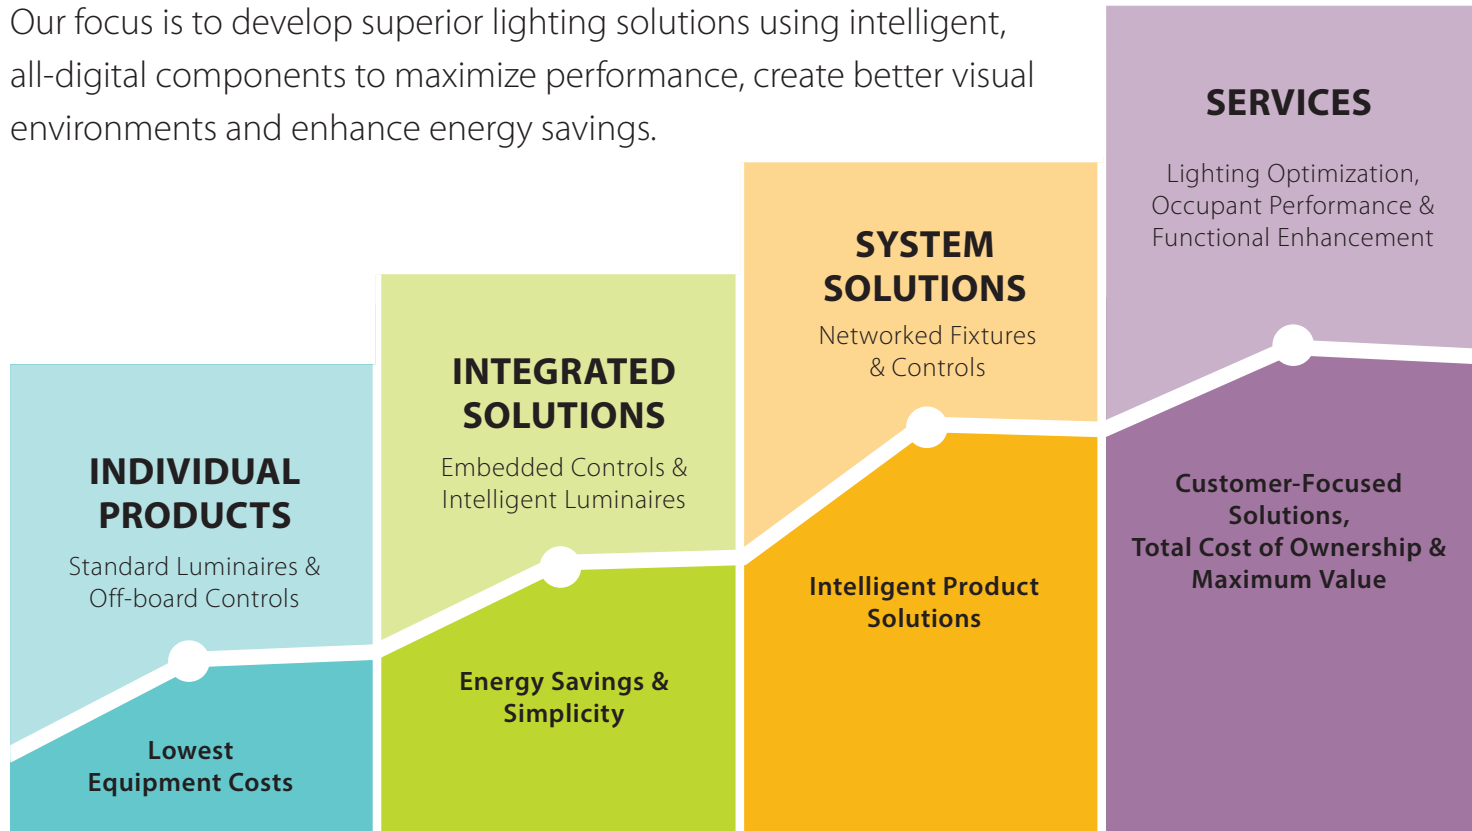 Our focus is to develop superior lighting solutions using intelligent,
all-digital components to maximize performance, create better visual
environments and enhance energy savings.
INDIVIDUAL
PRODUCTS
Standard Luminaires &
Off-board Controls
Lowest
Equipment Costs
INTEGRATED
SOLUTIONS
Embedded Controls &
Intelligent Luminaires
Energy Savings &
Simplicity
SYSTEM
SOLUTIONS
Networked Fixtures
& Controls
Intelligent Product
Solutions
SERVICES
Lighting Optimization,
Occupant Performance &
Functional Enhancement
Customer-Focused
Solutions,
Total Cost of Ownership &
Maximum Value